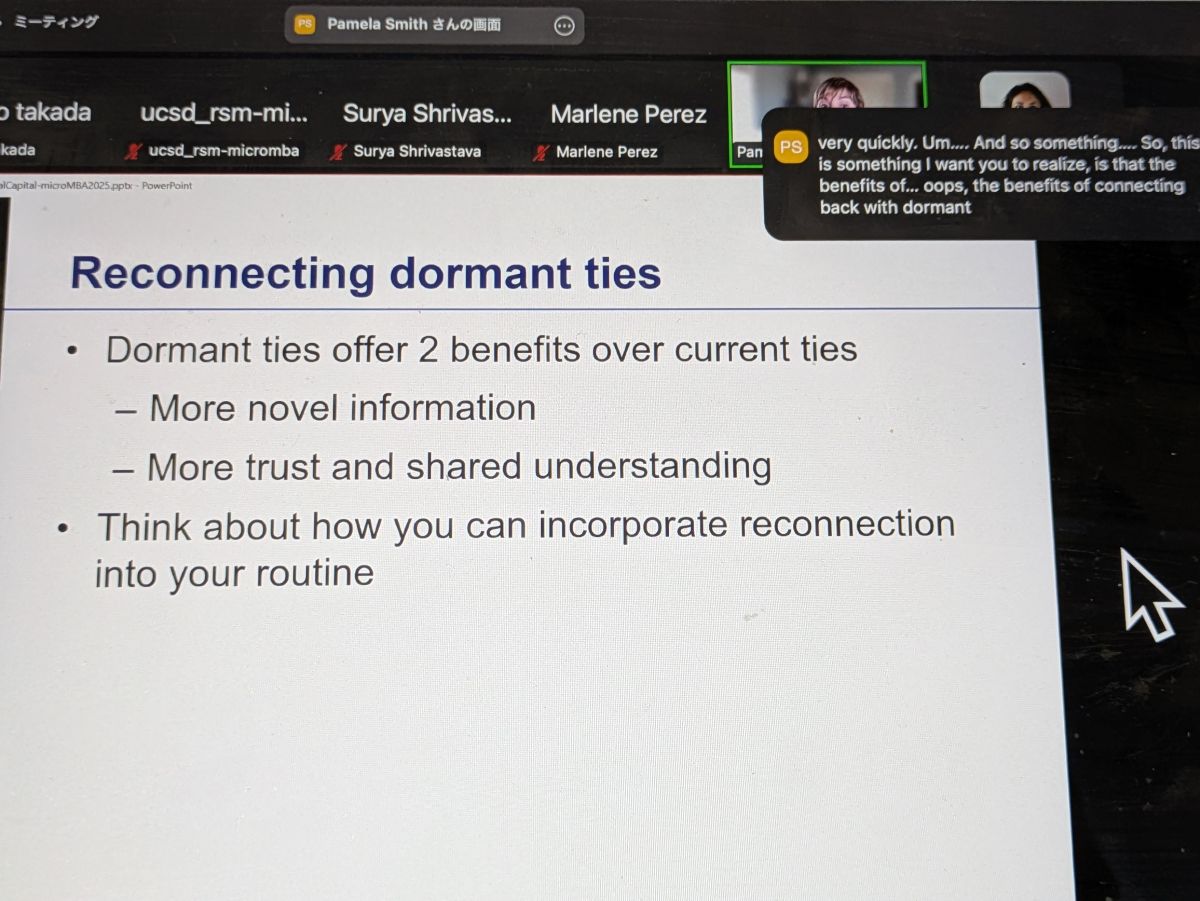 ミーティング
PS Pamela Smith さんの画面
o takada ucsd_rsm-mi... Surya Shrivas... Marlene Perez
kada ucsd_rsm-micromba Surya Shrivastava Marlene Perez Pam
PS
very quickly. Um.... And so something.... So, this
is something I want you to realize, is that the
benefits of... oops, the benefits of connecting
back with dormant
alCapital-microMBA2025.pptx - PowerPoint
Reconnecting dormant ties
• Dormant ties offer 2 benefits over current ties
– More novel information
– More trust and shared understanding
• Think about how you can incorporate reconnection
into your routine